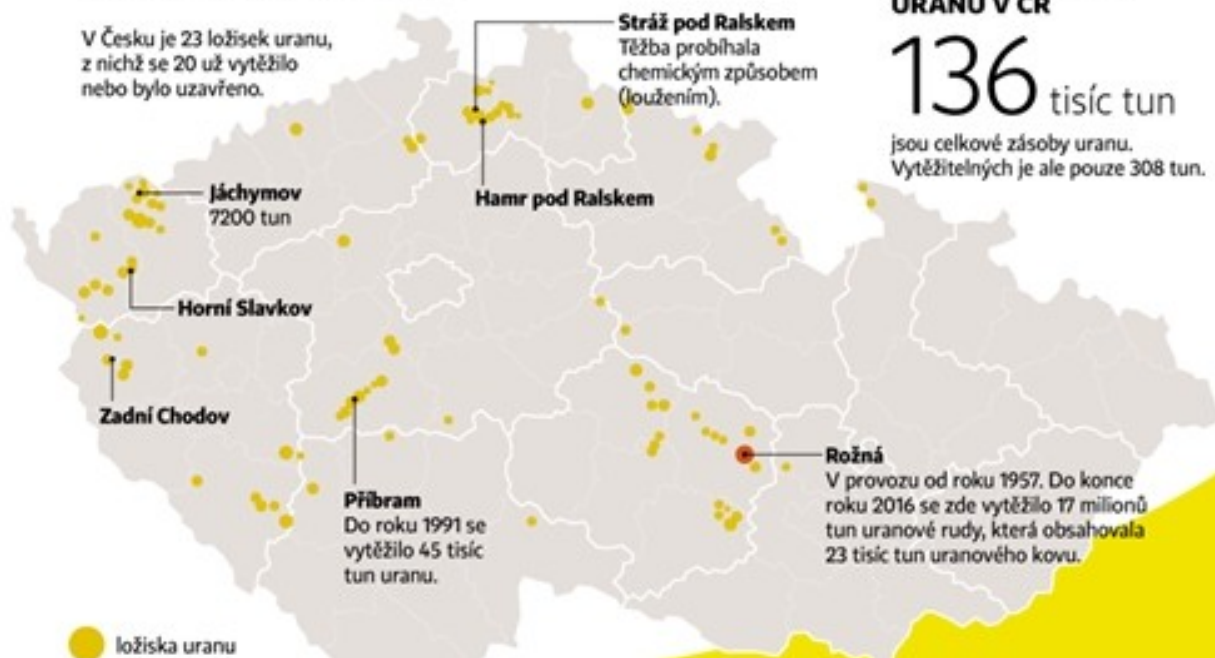 V Česku je 23 ložisek uranu,
z nichž se 20 už vytěžilo
nebo bylo uzavřeno.
Stráž pod Ralskem
Těžba probíhala
chemickým způsobem
(loužením).
URANU V ČR
136 tisíc tun
jsou celkové zásoby uranu.
Vytěžitelných je ale pouze 308 tun.
Jáchymov
7200 tun
Hamr pod Ralskem
Horní Slavkov
Zadní Chodov
Příbram
Do roku 1991 se
vytěžilo 45 tisíc
tun uranu.
Rožná
V provozu od roku 1957. Do konce
roku 2016 se zde vytěžilo 17 milionů
tun uranové rudy, která obsahovala
23 tisíc tun uranového kovu.
ložiska uranu